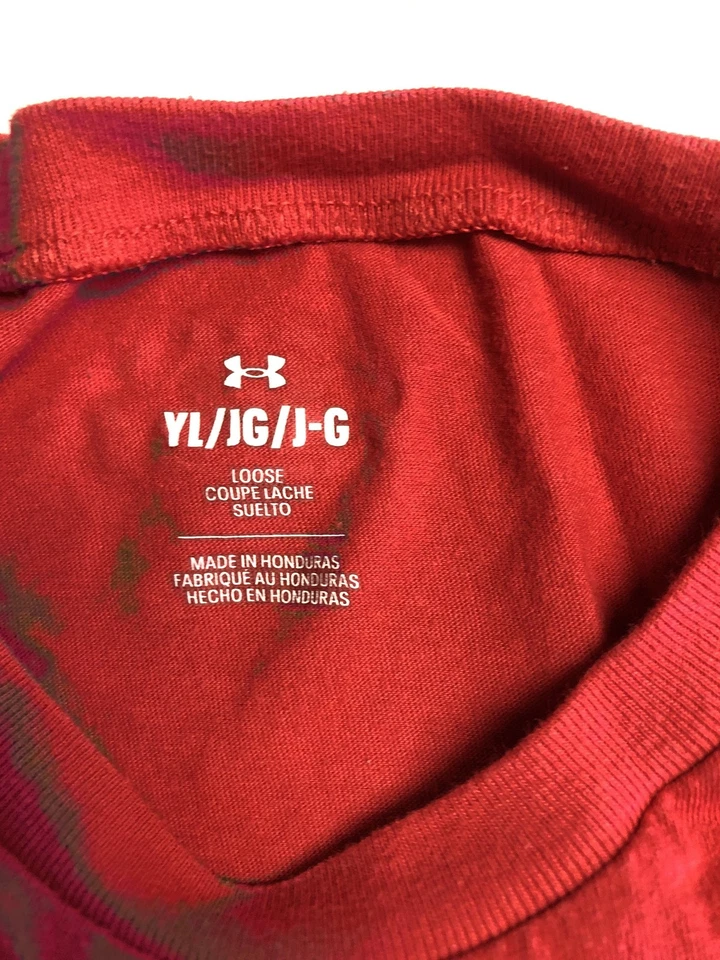 YL/JG/J-G
LOOSE
COUPE LACHE
SUELTO
MADE IN HONDURAS
FABRIQUÉ AU HONDURAS
HECHO EN HONDURAS